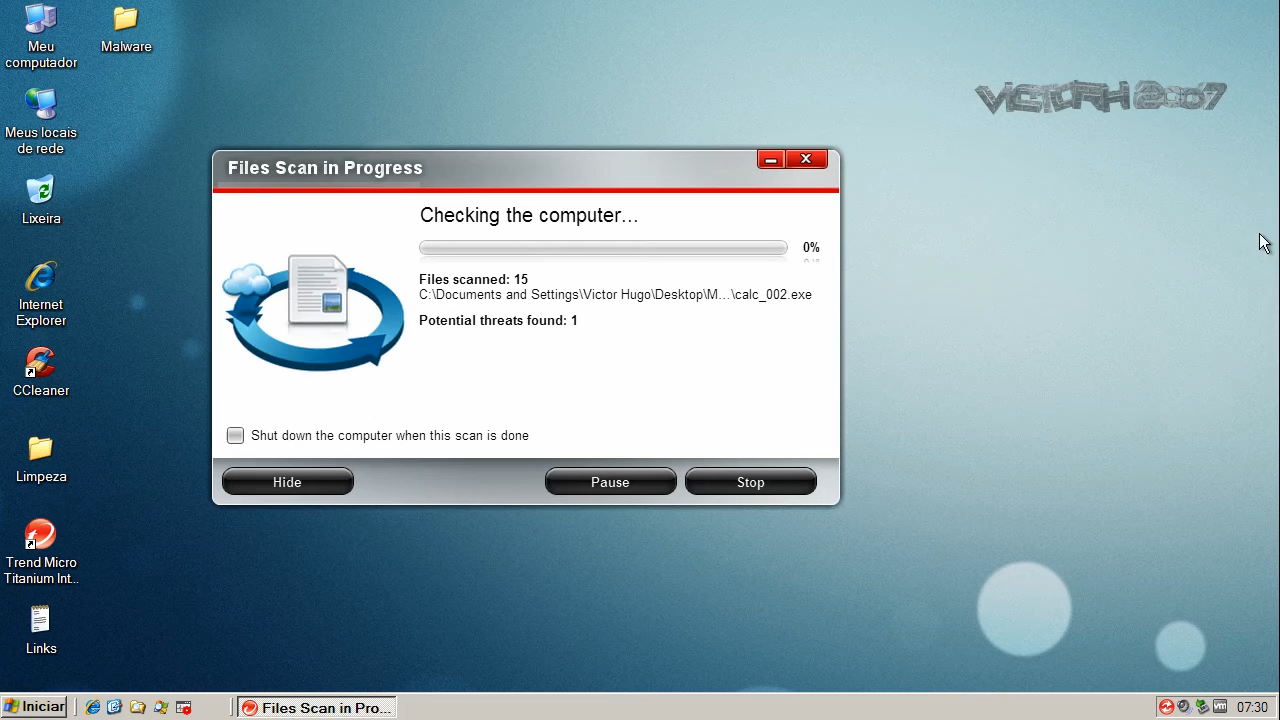 Meu
computador
Malware
Meus locais
de rede
Lixeira
Internet
Explorer
CCleaner
Limpeza
Trend Micro
Titanium Int...
Links
VICTORH 2007
Files Scan in Progress
Checking the computer...
0%
Files scanned: 15
C:\Documents and Settings\Victor Hugo\Desktop\M...
Potential threats found: 1
Shut down the computer when this scan is done
Hide
Pause
Stop
Iniciar
Files Scan in Pro...
07:30